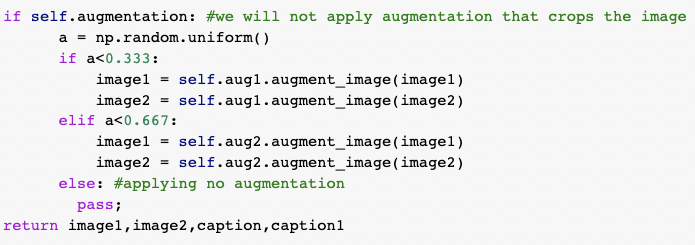 if self.augmentation: #we will not apply augmentation that crops the image
a = np.random.uniform()
if a<0.333:
image1 = self.aug1.augment_image(image1)
image2 = self.aug1.augment_image(image2)
elif a<0.667:
image1 = self.aug2.augment_image(image1)
image2 = self.aug2.augment_image(image2)
else: #applying no augmentation
pass;
return image1,image2,caption,caption1